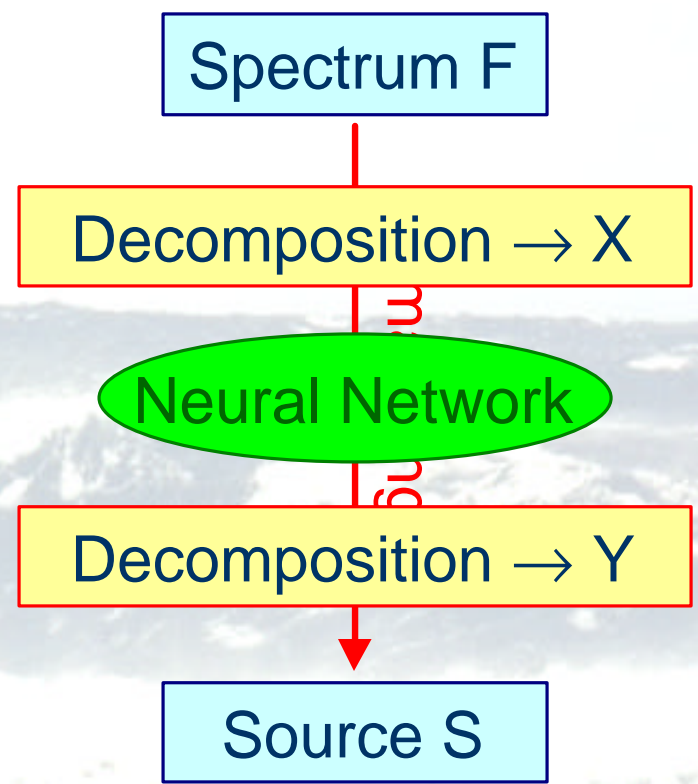 Spectrum F
Decomposition → X
Neural Network
Decomposition → Y
Source S